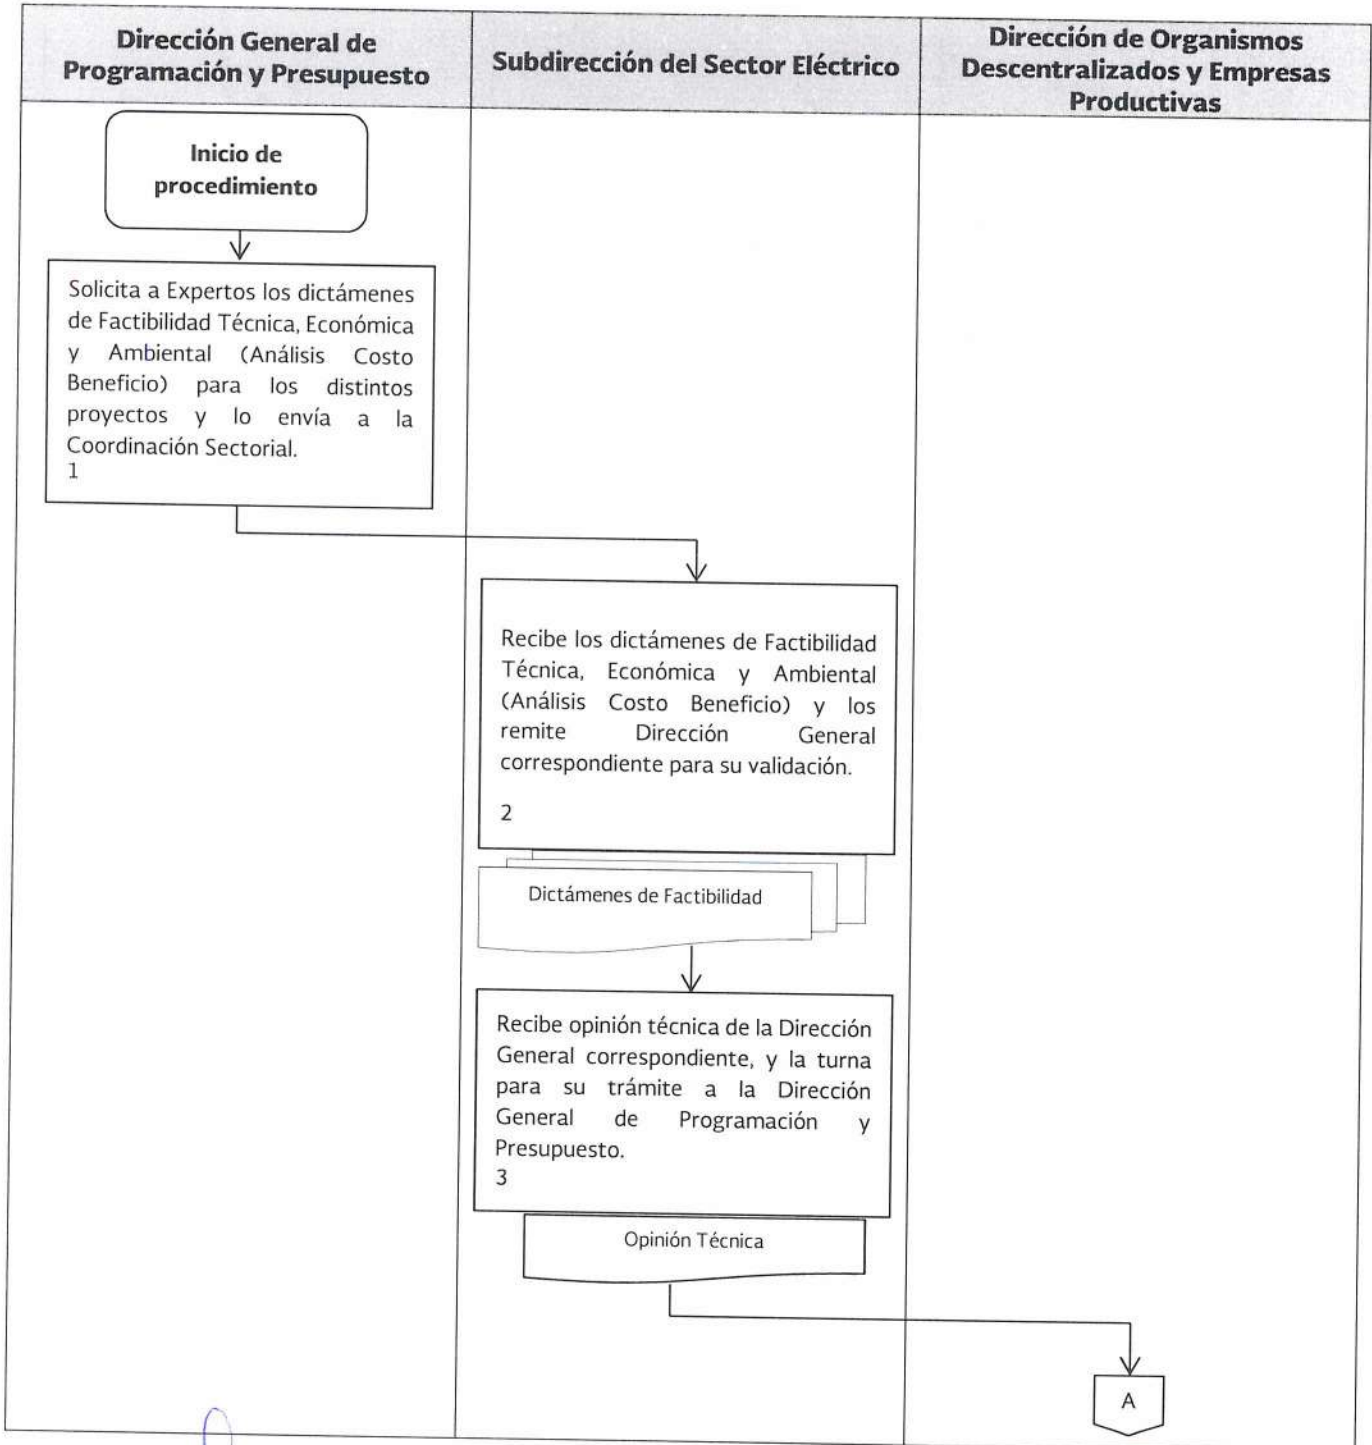 Dirección General de
Programación y Presupuesto
Subdirección del Sector Eléctrico
Dirección de Organismos
Descentralizados y Empresas
Productivas
Inicio de
procedimiento
Solicita a Expertos los dictámenes
de Factibilidad Técnica, Económica
y Ambiental (Análisis Costo
Beneficio) para los distintos
proyectos y lo envía a la
Coordinación Sectorial.
1
Recibe los dictámenes de Factibilidad
Técnica, Económica y Ambiental
(Análisis Costo Beneficio) y los
remite Dirección General
correspondiente para su validación.
2
Dictámenes de Factibilidad
Recibe opinión técnica de la Dirección
General correspondiente, y la turna
para su trámite a la Dirección
General de Programación y
Presupuesto.
3
Opinión Técnica
A